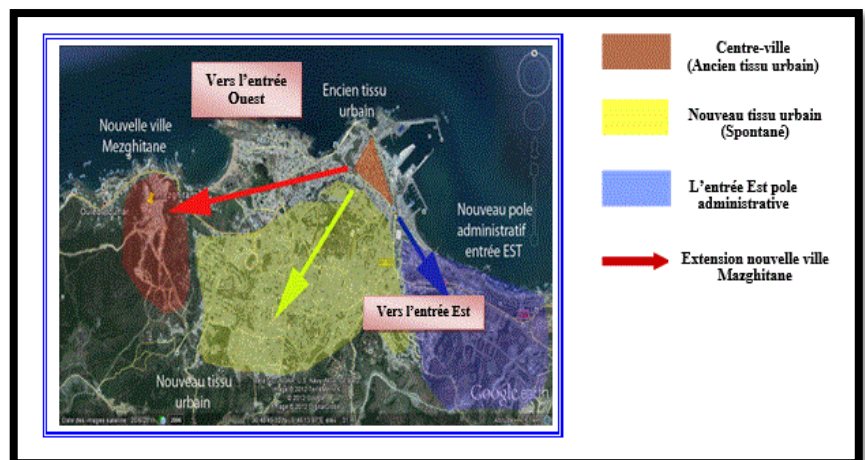 Vers l'entrée
Ouest
Encien tissu
urbain
Nouvelle ville
Mezghitane
Nouveau pole
administratif
entrée EST
Vers l'entrée Est
Nouveau tissu
urbain
Google earth
Centre-ville
(Ancien tissu urbain)
Nouveau tissu urbain
(Spontané)
L'entrée Est pole
administrative
Extension nouvelle ville
Mazghitane